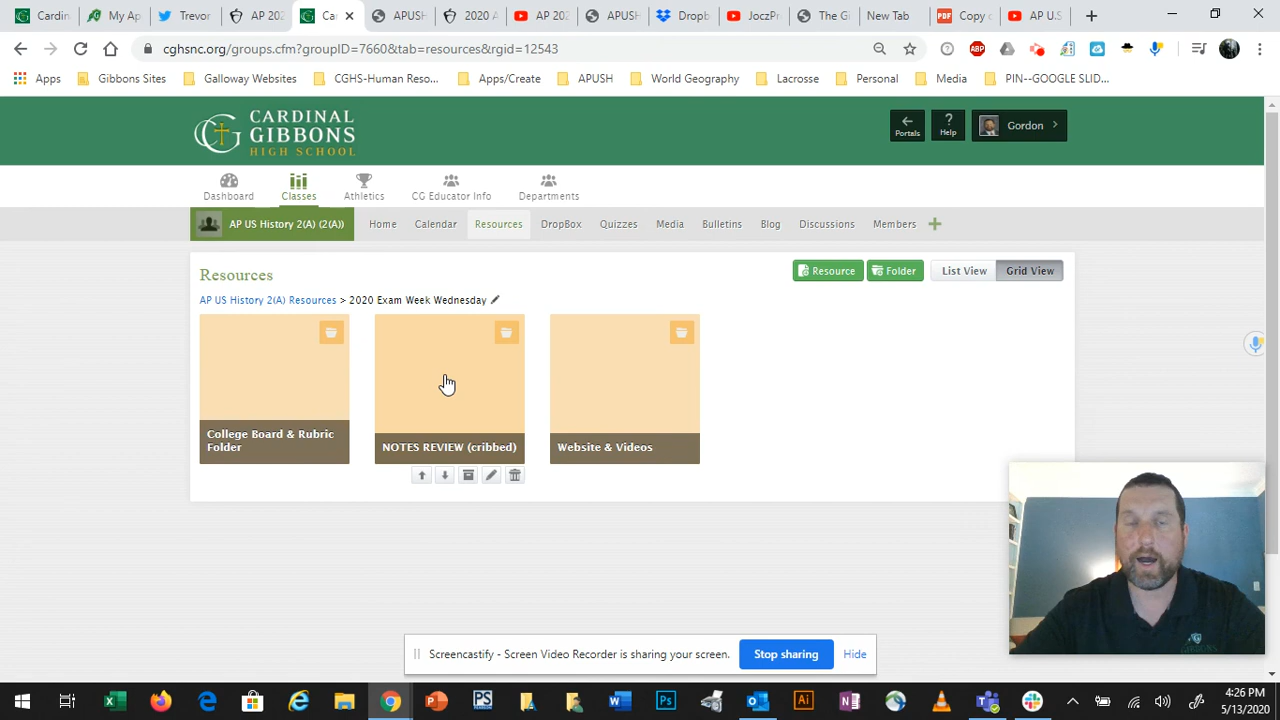 Cardin
My Ap
Trevor
AP 202
Car
APUSH
2020 A
AP 202
APUSH
Dropb
JoczPr
The Gi
New Tab
PDF Copy c
AP U.S
cghsnc.org/groups.cfm?groupID=7660&tab=resources&rgid=12543
ABP
Apps
Gibbons Sites
Galloway Websites
CGHS-Human Reso...
Apps/Create
APUSH
World Geography
Lacrosse
Personal
Media
PIN--GOOGLE SLID...
CARDINAL
GIBBONS
HIGH SCHOOL
Portals
? Help
Gordon
Dashboard
Classes
Athletics
CG Educator Info
Departments
AP US History 2(A) (2(A))
Home
Calendar
Resources
DropBox
Quizzes
Media
Bulletins
Blog
Discussions
Members
Resources
Resource
Folder
List View
Grid View
AP US History 2(A) Resources > 2020 Exam Week Wednesday
College Board & Rubric
Folder
NOTES REVIEW (cribbed)
Website & Videos
Screencastify - Screen Video Recorder is sharing your screen.
Stop sharing
Hide
4:26 PM
5/13/2020